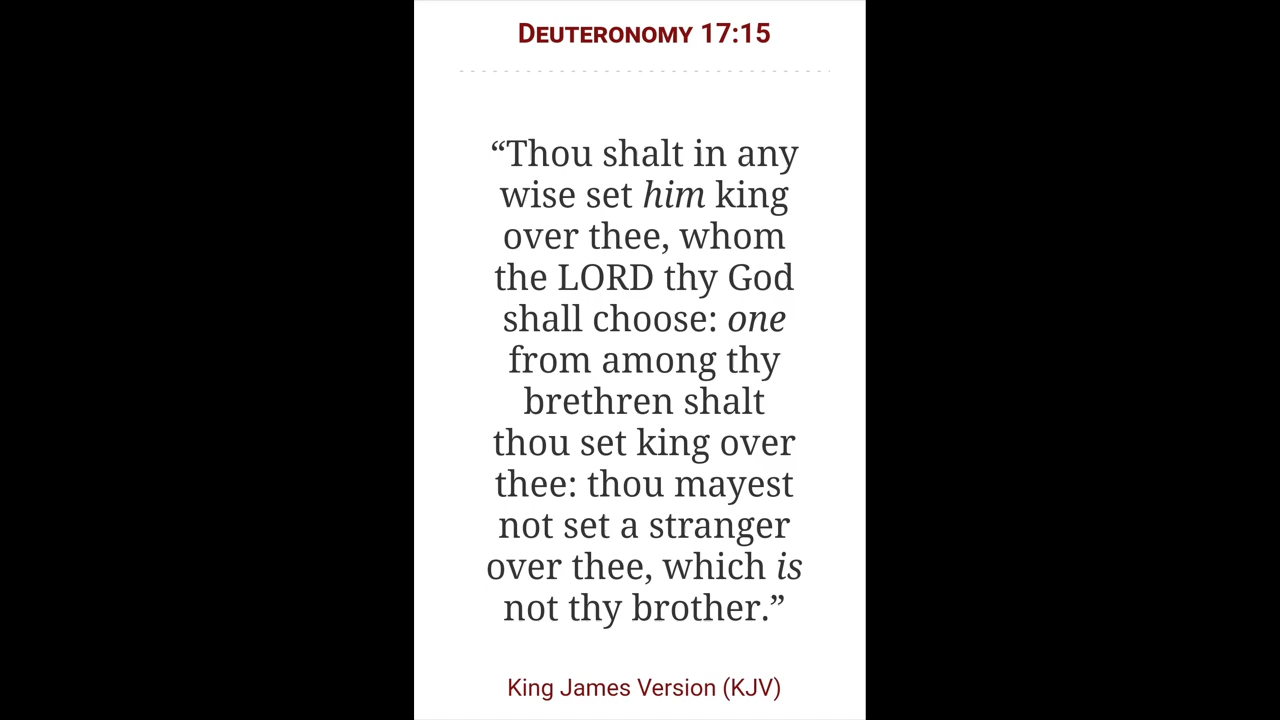 DEUTERONOMY 17:15
“Thou shalt in any
wise set him king
over thee, whom
the LORD thy God
shall choose: one
from among thy
brethren shalt
thou set king over
thee: thou mayest
not set a stranger
over thee, which is
not thy brother.”
King James Version (KJV)